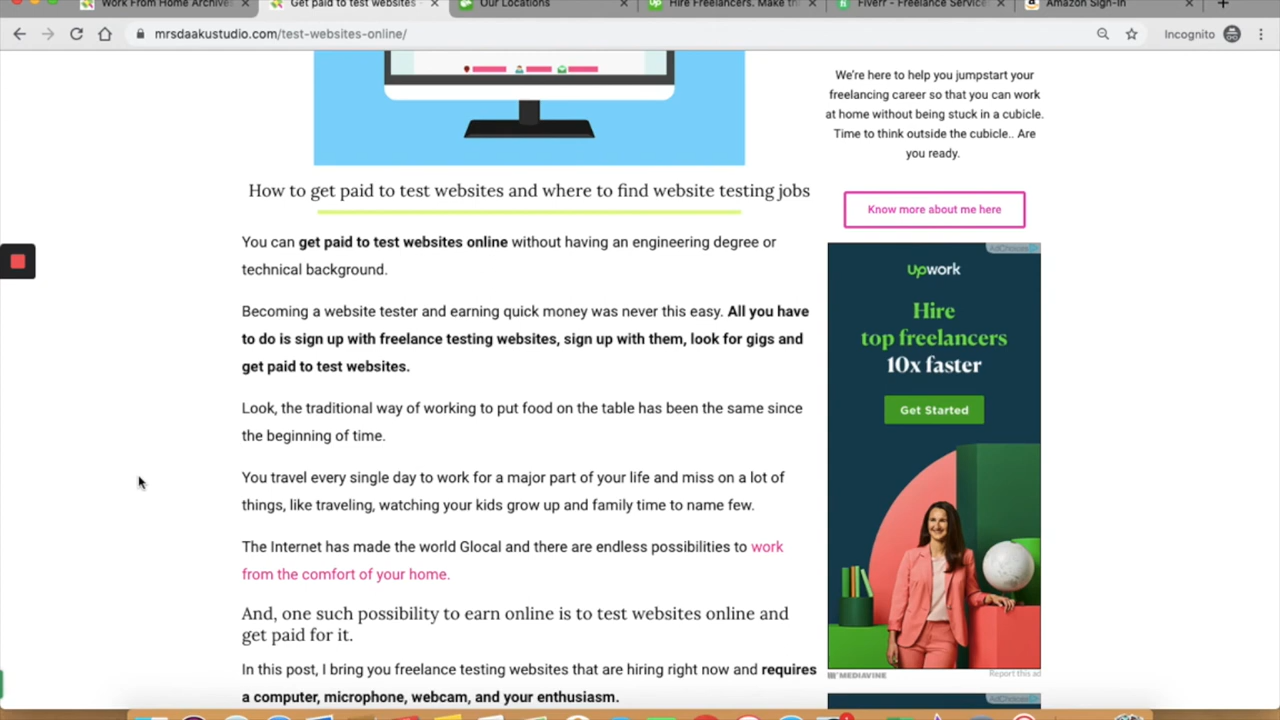 Work From Home Archives
Get paid to test websites -
Our Locations
Hire Freelancers. Make th
Fiverr - Freelance Service
Amazon Sign-In
mrsdaakustudio.com/test-websites-online/
Incognito
We're here to help you jumpstart your
freelancing career so that you can work
at home without being stuck in a cubicle.
Time to think outside the cubicle.. Are
you ready.
Know more about me here
How to get paid to test websites and where to find website testing jobs
You can get paid to test websites online without having an engineering degree or
technical background.
Becoming a website tester and earning quick money was never this easy. All you have
to do is sign up with freelance testing websites, sign up with them, look for gigs and
get paid to test websites.
Look, the traditional way of working to put food on the table has been the same since
the beginning of time.
You travel every single day to work for a major part of your life and miss on a lot of
things, like traveling, watching your kids grow up and family time to name few.
The Internet has made the world Glocal and there are endless possibilities to work
from the comfort of your home.
And, one such possibility to earn online is to test websites online and
get paid for it.
In this post, I bring you freelance testing websites that are hiring right now and requires
a computer, microphone, webcam, and your enthusiasm.
AdChoices
Upwork
Hire
top freelancers
10x faster
Get Started
MEDIAVINE
Report this ad
AdChoices